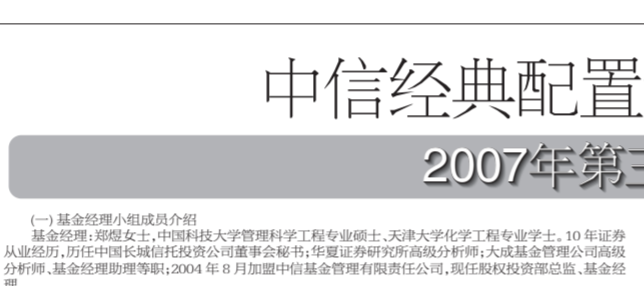 中信经典配置
2007年第三
(一) 基金经理小组成员介绍
基金经理:郑煜女士,中国科技大学管理科学工程专业硕士、天津大学化学工程专业学士。10 年证券
从业经历,历任中国长城信托投资公司董事会秘书;华夏证券研究所高级分析师;大成基金管理公司高级
分析师、基金经理助理等职;2004 年 8 月加盟中信基金管理有限责任公司,现任股权投资部总监、基金经
理